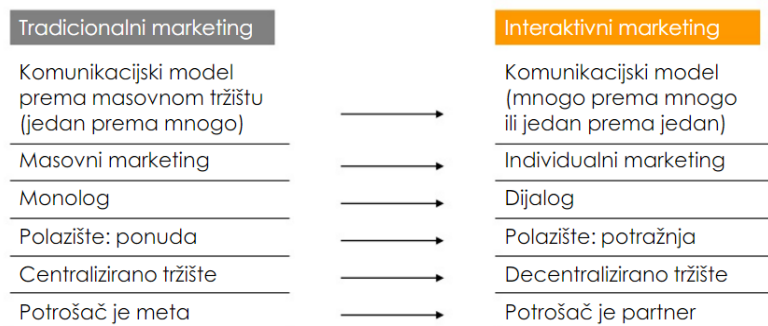 Tradicionalni marketing
Interaktivni marketing
Komunikacijski model
prema masovnom tržištu
(jedan prema mnogo)
Komunikacijski model
(mnogo prema mnogo
ili jedan prema jedan)
Masovni marketing
Individualni marketing
Monolog
Dijalog
Polazište: ponuda
Polazište: potražnja
Centralizirano tržište
Decentralizirano tržište
Potrošač je meta
Potrošač je partner